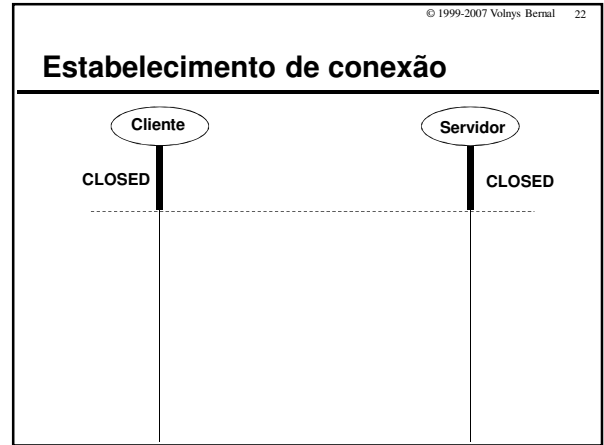 © 1999-2007 Volnys Bernal 22
Estabelecimento de conexão
Cliente Servidor
CLOSED CLOSED